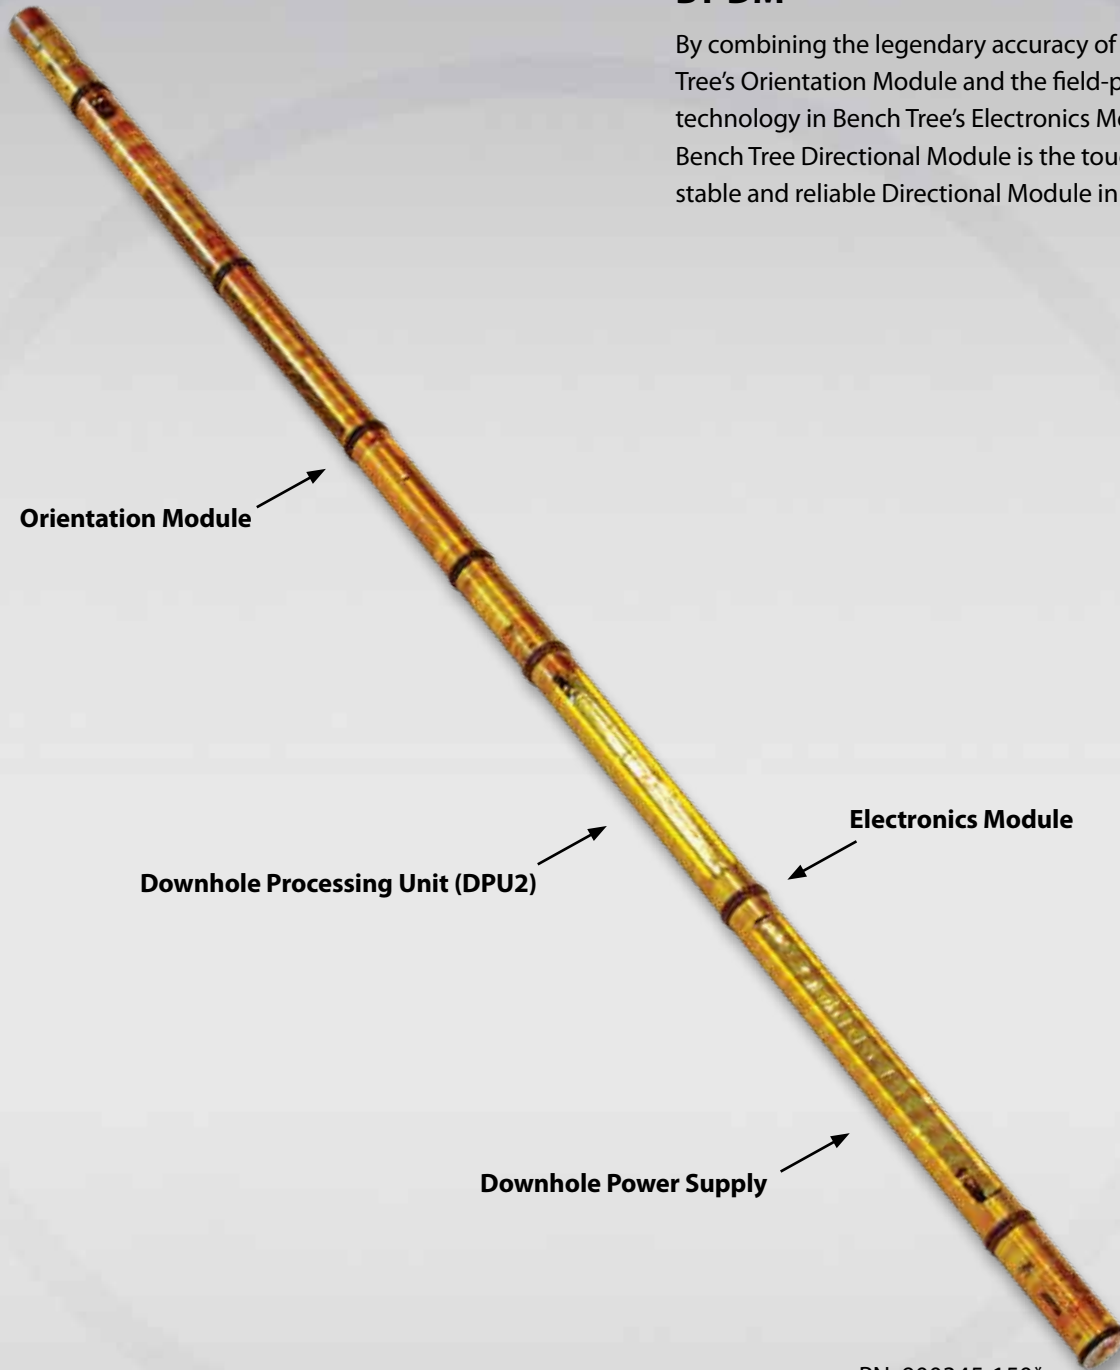 By combining the legendary accuracy of
Tree's Orientation Module and the field-p
technology in Bench Tree's Electronics M
Bench Tree Directional Module is the tou
stable and reliable Directional Module in
Orientation Module
Electronics Module
Downhole Processing Unit (DPU2)
Downhole Power Supply